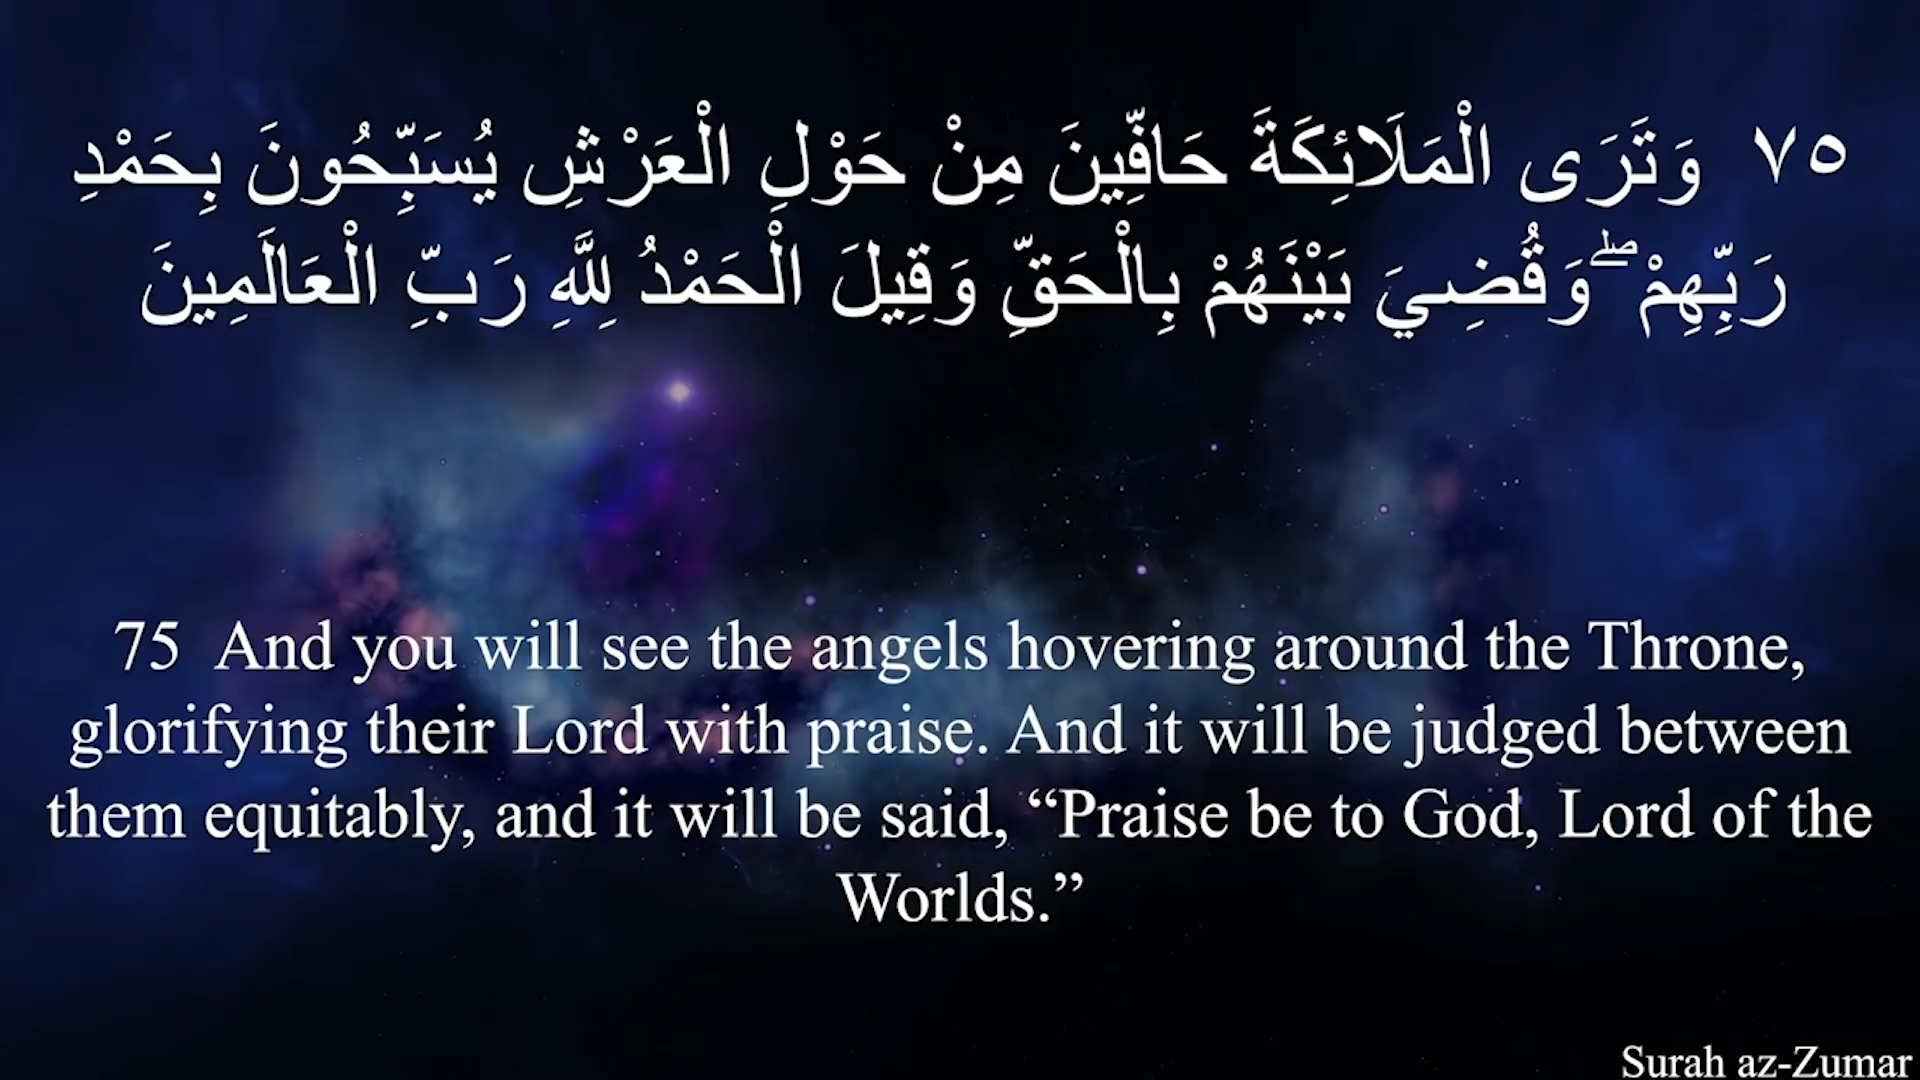 ٧٥ وَتَرَى الْمَلَائِكَةَ حَافِّينَ مِنْ حَوْلِ الْعَرْشِ يُسَبِّحُونَ بِحَمْدِ
رَبِّهِمْ ۖ وَقُضِيَ بَيْنَهُمْ بِالْحَقِّ وَقِيلَ الْحَمْدُ لِلَّهِ رَبِّ الْعَالَمِينَ
75 And you will see the angels hovering around the Throne,
glorifying their Lord with praise. And it will be judged between
them equitably, and it will be said, “Praise be to God, Lord of the
Worlds.”
Surah az-Zumar